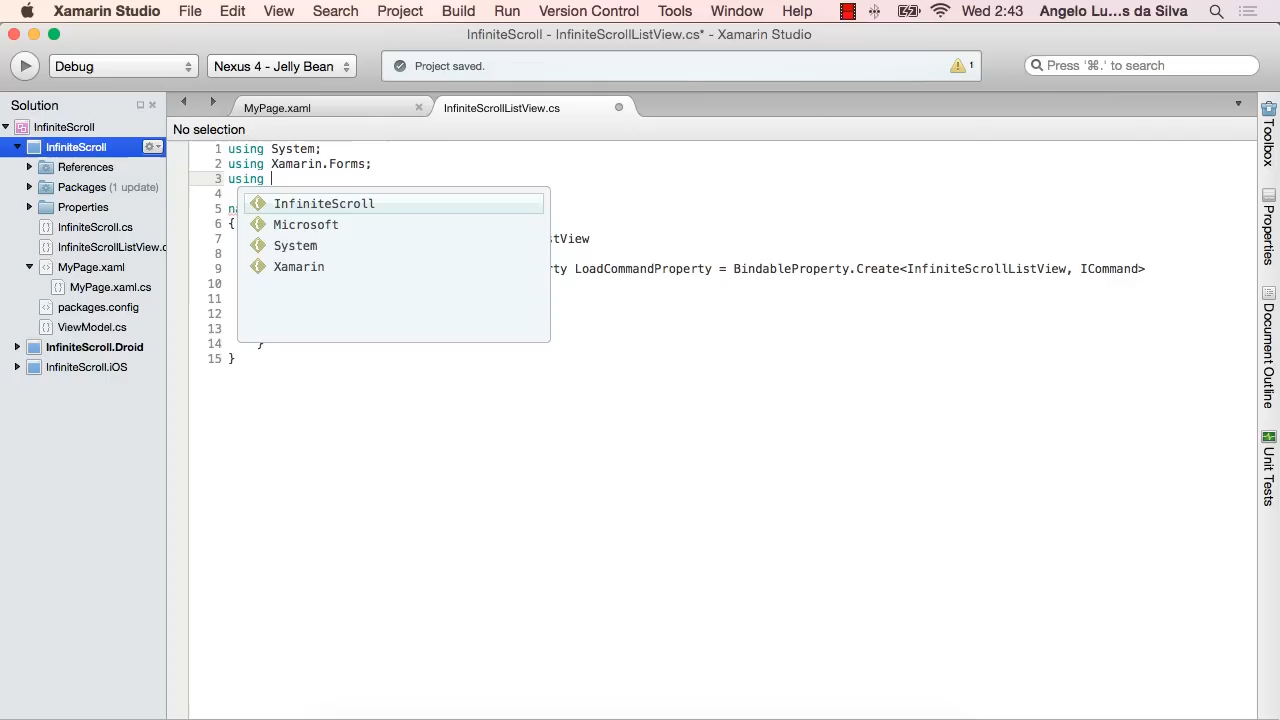 Xamarin Studio File Edit View Search Project Build Run Version Control Tools Window Help Wed 2:43 Angelo Lu...s da Silva
InfiniteScroll - InfiniteScrollListView.cs* - Xamarin Studio
Debug
Nexus 4 - Jelly Bean
Project saved.
1
Press '⌘.' to search
Solution
MyPage.xaml
InfiniteScrollListView.cs
No selection
InfiniteScroll
InfiniteScroll
References
Packages (1 update)
Properties
InfiniteScroll.cs
InfiniteScrollListView.c
MyPage.xaml
MyPage.xaml.cs
packages.config
ViewModel.cs
InfiniteScroll.Droid
InfiniteScroll.iOS
1 using System;
2 using Xamarin.Forms;
3 using
4
5 na
6 {
7 stView
8
9 ty LoadCommandProperty = BindableProperty.Create<InfiniteScrollListView, ICommand>
10
11
12
13
14 }
15 }
InfiniteScroll
Microsoft
System
Xamarin
Toolbox
Properties
Document Outline
Unit Tests